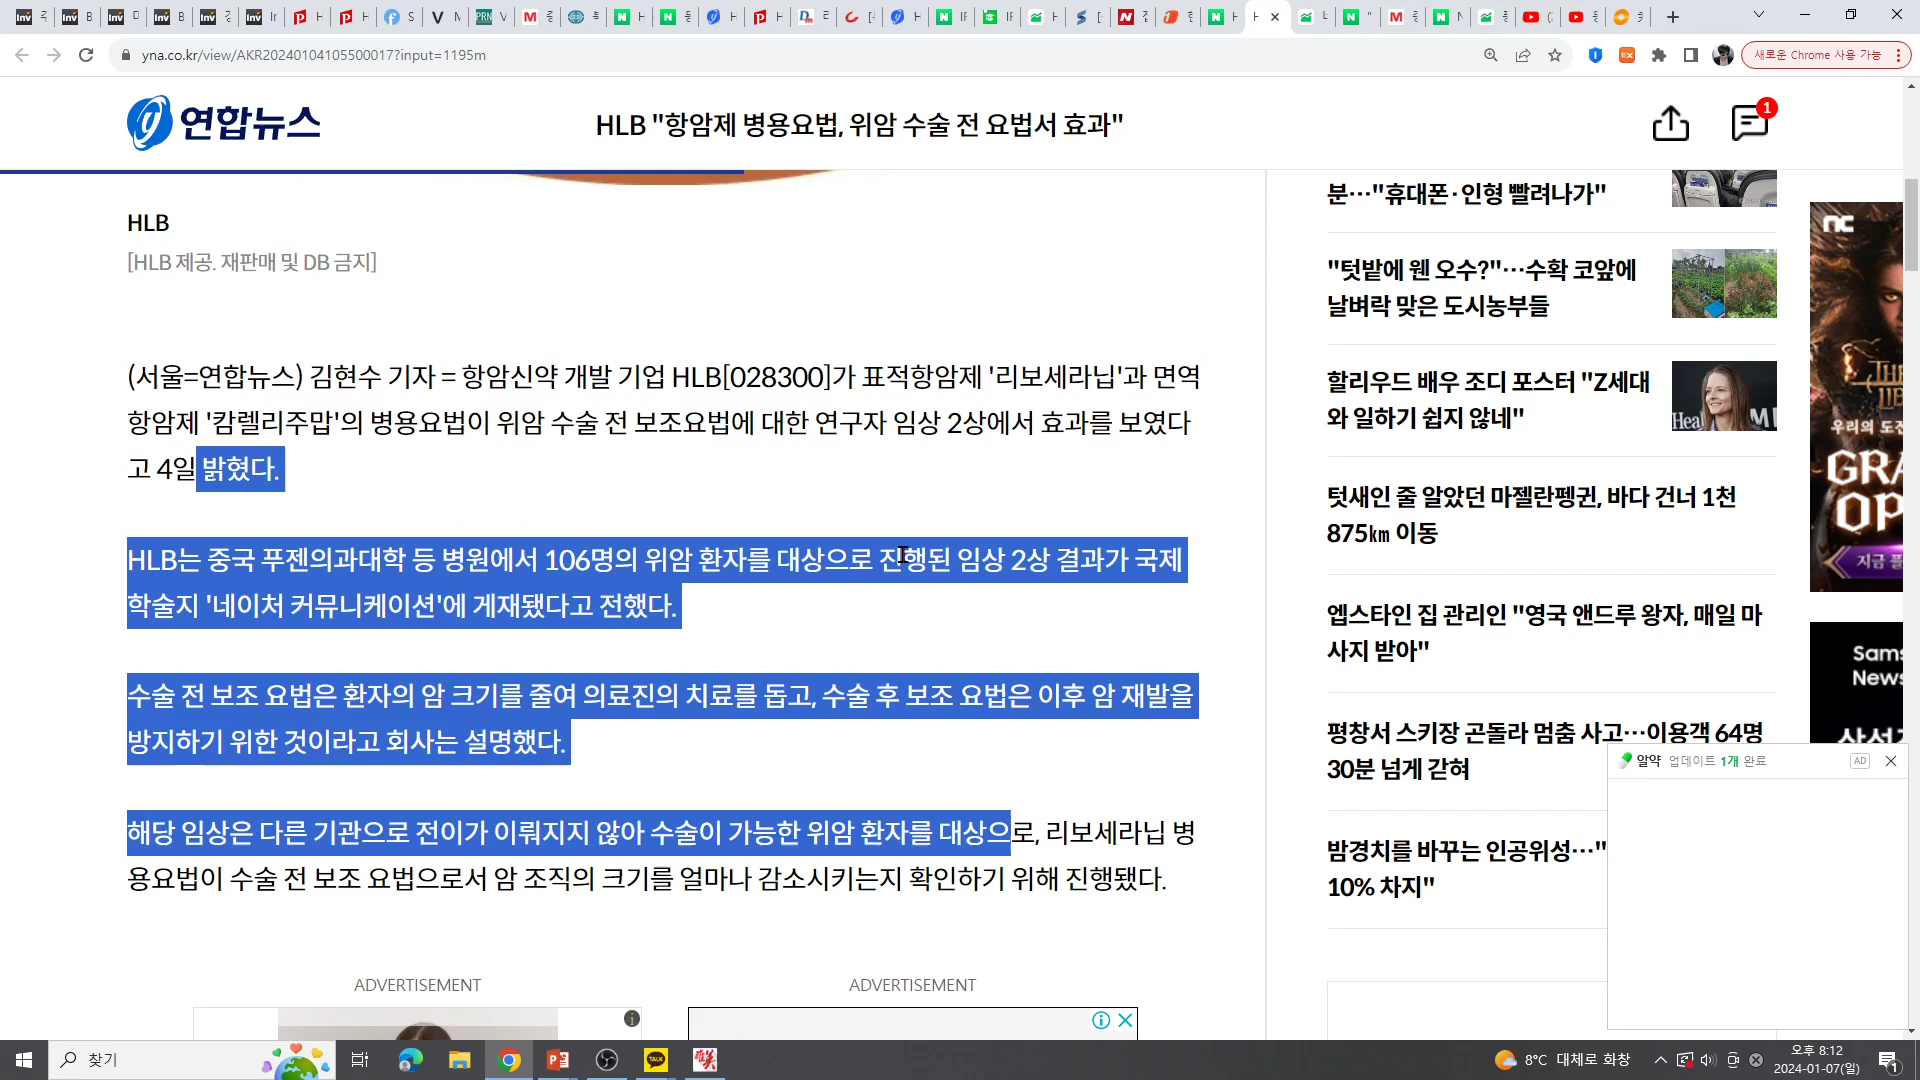 yna.co.kr/view/AKR20240104105500017?input=1195m
새로운 Chrome 사용 가능
연합뉴스
HLB "항암제 병용요법, 위암 수술 전 요법서 효과"
1
HLB
[HLB 제공. 재판매 및 DB 금지]
(서울=연합뉴스) 김현수 기자 = 항암신약 개발 기업 HLB[028300]가 표적항암제 '리보세라닙'과 면역
항암제 '캄렐리주맙'의 병용요법이 위암 수술 전 보조요법에 대한 연구자 임상 2상에서 효과를 보였다
고 4일 밝혔다.
HLB는 중국 푸젠의과대학 등 병원에서 106명의 위암 환자를 대상으로 진행된 임상 2상 결과가 국제
학술지 '네이처 커뮤니케이션'에 게재됐다고 전했다.
수술 전 보조 요법은 환자의 암 크기를 줄여 의료진의 치료를 돕고, 수술 후 보조 요법은 이후 암 재발을
방지하기 위한 것이라고 회사는 설명했다.
해당 임상은 다른 기관으로 전이가 이뤄지지 않아 수술이 가능한 위암 환자를 대상으로, 리보세라닙 병
용요법이 수술 전 보조 요법으로서 암 조직의 크기를 얼마나 감소시키는지 확인하기 위해 진행됐다.
ADVERTISEMENT
ADVERTISEMENT
분…"휴대폰·인형 빨려나가"
"텃밭에 웬 오수?"…수확 코앞에
날벼락 맞은 도시농부들
할리우드 배우 조디 포스터 "Z세대
와 일하기 쉽지 않네"
텃새인 줄 알았던 마젤란펭귄, 바다 건너 1천
875㎞ 이동
엡스타인 집 관리인 "영국 앤드루 왕자, 매일 마
사지 받아"
평창서 스키장 곤돌라 멈춤 사고…이용객 64명
30분 넘게 갇혀
밤경치를 바꾸는 인공위성…"
10% 차지"
nc
우리의 도전
GRA
OP
지금 플
Sams
News
알약 업데이트 1개 완료
AD
찾기
TALK
8°C 대체로 화창
오후 8:12
2024-01-07(일)
1